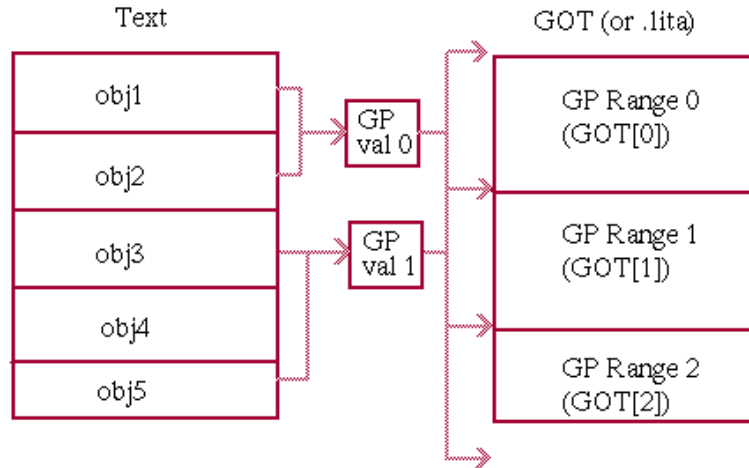 Text
GOT (or .lita)
obj1
obj2
obj3
obj4
obj5
GP
val 0
GP
val 1
GP Range 0
(GOT[0])
GP Range 1
(GOT[1])
GP Range 2
(GOT[2])